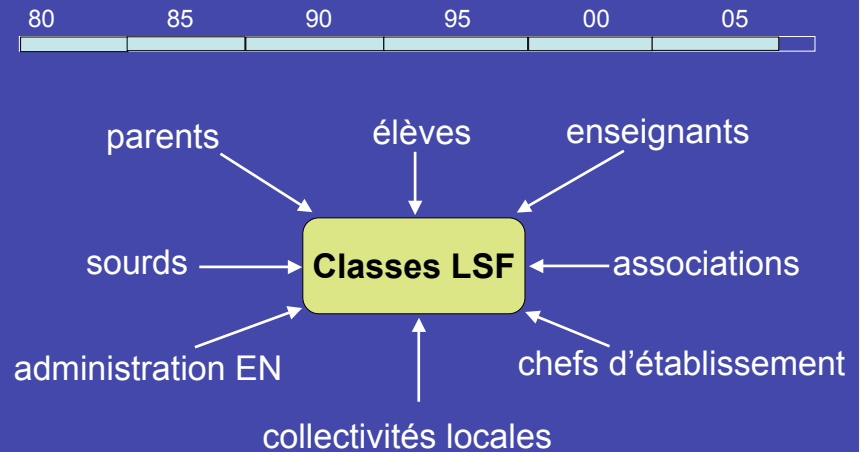 80 85 90 95 00 05
parents élèves enseignants
sourds Classes LSF associations
administration EN chefs d’établissement
collectivités locales